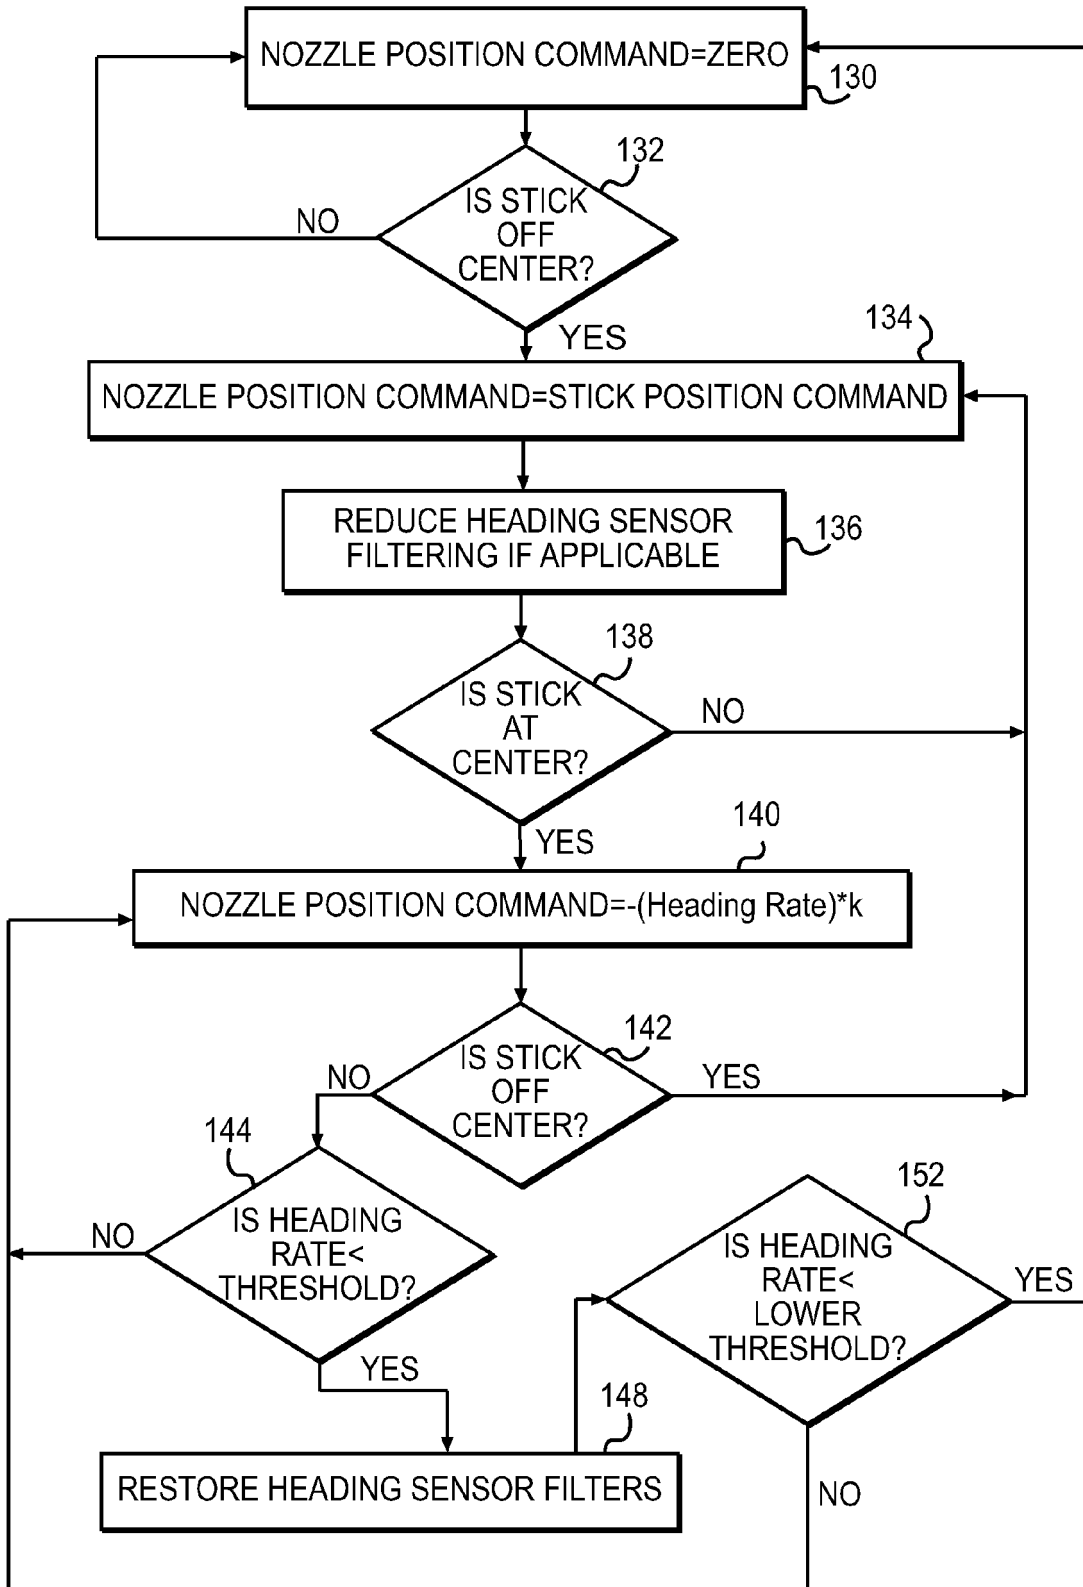 NOZZLE POSITION COMMAND=ZERO
130
132
IS STICK
OFF
CENTER?
NO
YES
134
NOZZLE POSITION COMMAND=STICK POSITION COMMAND
REDUCE HEADING SENSOR
FILTERING IF APPLICABLE
136
138
IS STICK
AT
CENTER?
NO
YES
140
NOZZLE POSITION COMMAND=-(Heading Rate)*k
142
IS STICK
OFF
CENTER?
NO
YES
144
IS HEADING
RATE<
THRESHOLD?
NO
YES
152
IS HEADING
RATE<
LOWER
THRESHOLD?
YES
148
RESTORE HEADING SENSOR FILTERS
NO